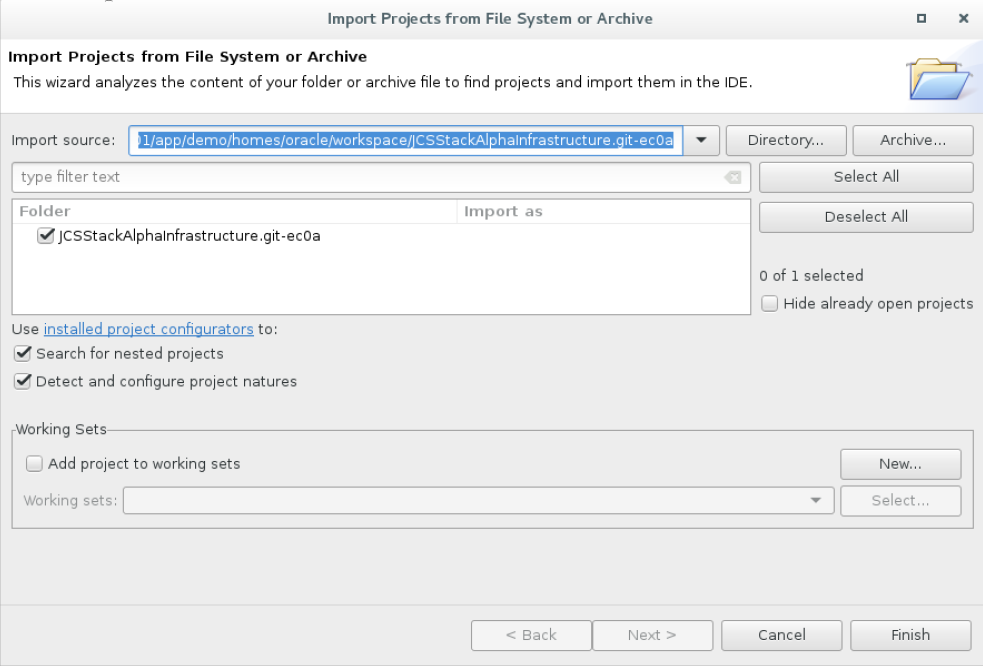 Import Projects from File System or Archive
Import Projects from File System or Archive
This wizard analyzes the content of your folder or archive file to find projects and import them in the IDE.
Import source: 01/app/demo/homes/oracle/workspace/JCSStackAlphaInfrastructure.git-ec0a Directory... Archive...
type filter text Select All
Folder Import as
Deselect All
JCSStackAlphaInfrastructure.git-ec0a
0 of 1 selected
Hide already open projects
Use installed project configurators to:
Search for nested projects
Detect and configure project natures
Working Sets
Add project to working sets New...
Working sets: Select...
< Back Next > Cancel Finish